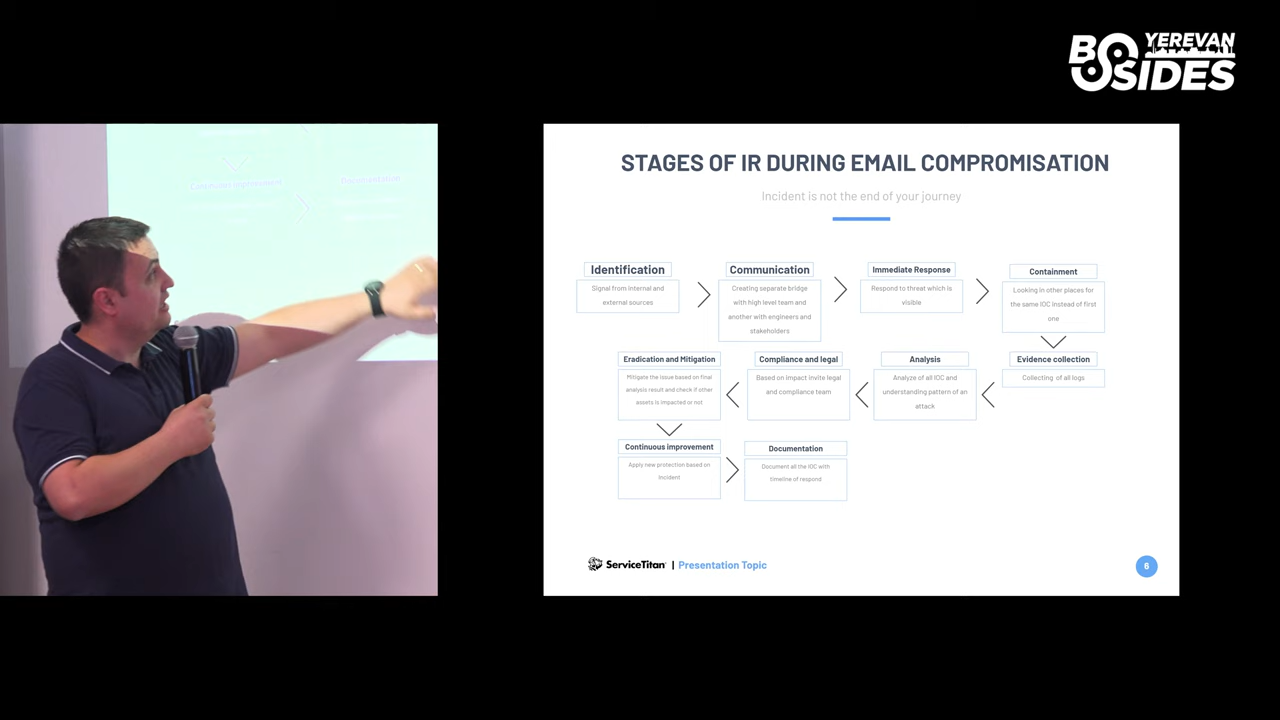 YEREVAN
BSIDES
STAGES OF IR DURING EMAIL COMPROMISATION
Incident is not the end of your journey
Identification
Signal from internal and
external sources
Communication
Creating separate bridge
with high level team and
another with engineers and
stakeholders
Immediate Response
Respond to threat which is
visible
Containment
Looking in other places for
the same IOC Instead of first
one
Evidence collection
Collecting of all logs
Analysis
Analyze of all IOC and
understanding pattern of an
attack
Compliance and legal
Based on impact invite legal
and compliance team
Eradication and Mitigation
Mitigate the issue based on final
analysis result and check if other
assets is impacted or not
Continuous improvement
Apply new protection based on
Incident
Documentation
Document all the IOC with
timeline of respond
ServiceTitan | Presentation Topic
6
Continuous improvement
Documentation